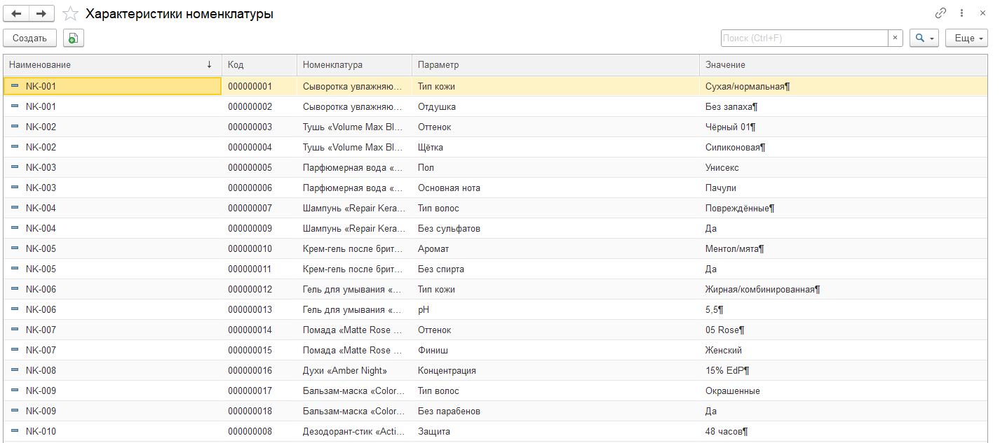 Характеристики номенклатуры
Создать Поиск (Ctrl+F) × Еще
Наименование ↓ Код Номенклатура Параметр Значение
NK-001 000000001 Сыворотка увлажняю... Тип кожи Сухая/нормальная¶
NK-001 000000002 Сыворотка увлажняю... Отдушка Без запаха¶
NK-002 000000003 Тушь «Volume Max Bl... Оттенок Чёрный 01¶
NK-002 000000004 Тушь «Volume Max Bl... Щётка Силиконовая¶
NK-003 000000005 Парфюмерная вода «... Пол Унисекс
NK-003 000000006 Парфюмерная вода «... Основная нота Пачули
NK-004 000000007 Шампунь «Repair Kera... Тип волос Повреждённые¶
NK-004 000000009 Шампунь «Repair Kera... Без сульфатов Да
NK-005 000000010 Крем-гель после брит... Аромат Ментол/мята¶
NK-005 000000011 Крем-гель после брит... Без спирта Да
NK-006 000000012 Гель для умывания «... Тип кожи Жирная/комбинированная¶
NK-006 000000013 Гель для умывания «... pH 5,5¶
NK-007 000000014 Помада «Matte Rose ... Оттенок 05 Rose¶
NK-007 000000015 Помада «Matte Rose ... Финиш Женский
NK-008 000000016 Духи «Amber Night» Концентрация 15% EdP¶
NK-009 000000017 Бальзам-маска «Color... Тип волос Окрашенные
NK-009 000000018 Бальзам-маска «Color... Без парабенов Да
NK-010 000000008 Дезодорант-стик «Acti... Защита 48 часов¶